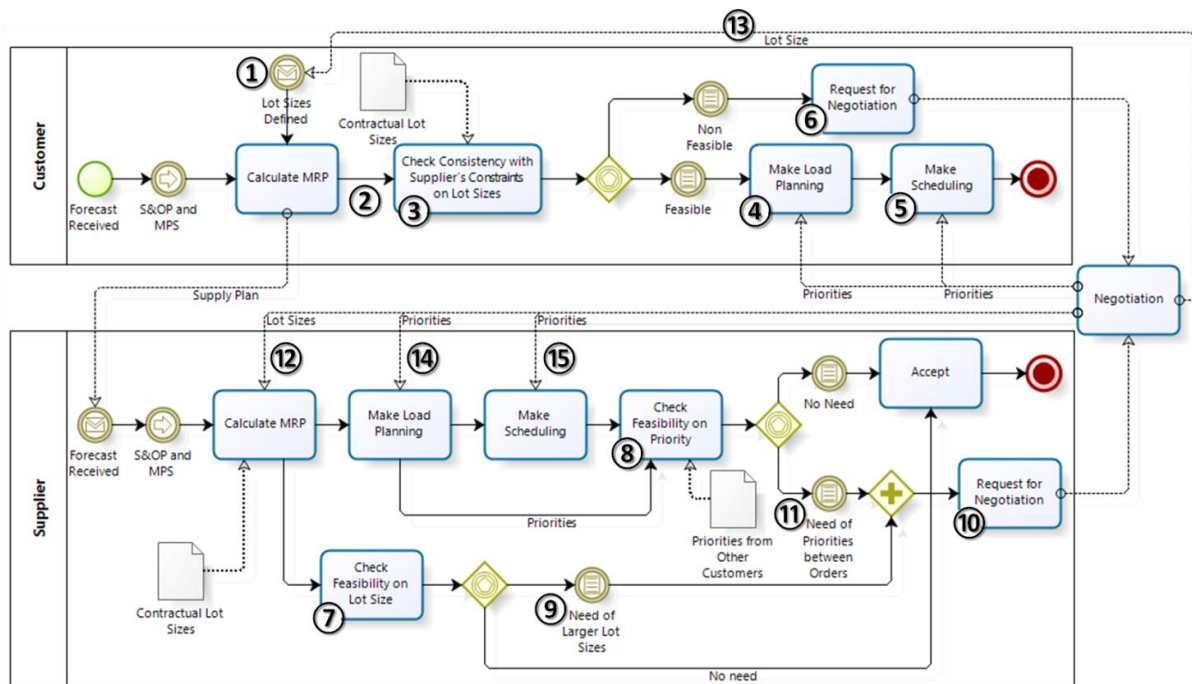 ⑬
Lot Size
Customer
①
Lot Sizes
Defined
Contractual Lot
Sizes
Non
Feasible
Request for
Negotiation
⑥
Forecast
Received
S&OP and
MPS
Calculate MRP
②
Check Consistency with
Supplier's Constraints
on Lot Sizes
③
Feasible
Make Load
Planning
④
Make
Scheduling
⑤
Supply Plan
Priorities
Priorities
Negotiation
Lot Sizes
Priorities
Priorities
Supplier
⑫
⑭
⑮
Forecast
Received
S&OP and
MPS
Calculate MRP
Make Load
Planning
Make
Scheduling
Check
Feasibility on
Priority
⑧
No Need
Accept
Priorities
Priorities from
Other
Customers
⑪
Need of
Priorities
between
Orders
Request for
Negotiation
⑩
Contractual Lot
Sizes
Check
Feasibility on
Lot Size
⑦
⑨
Need of
Larger Lot
Sizes
No need